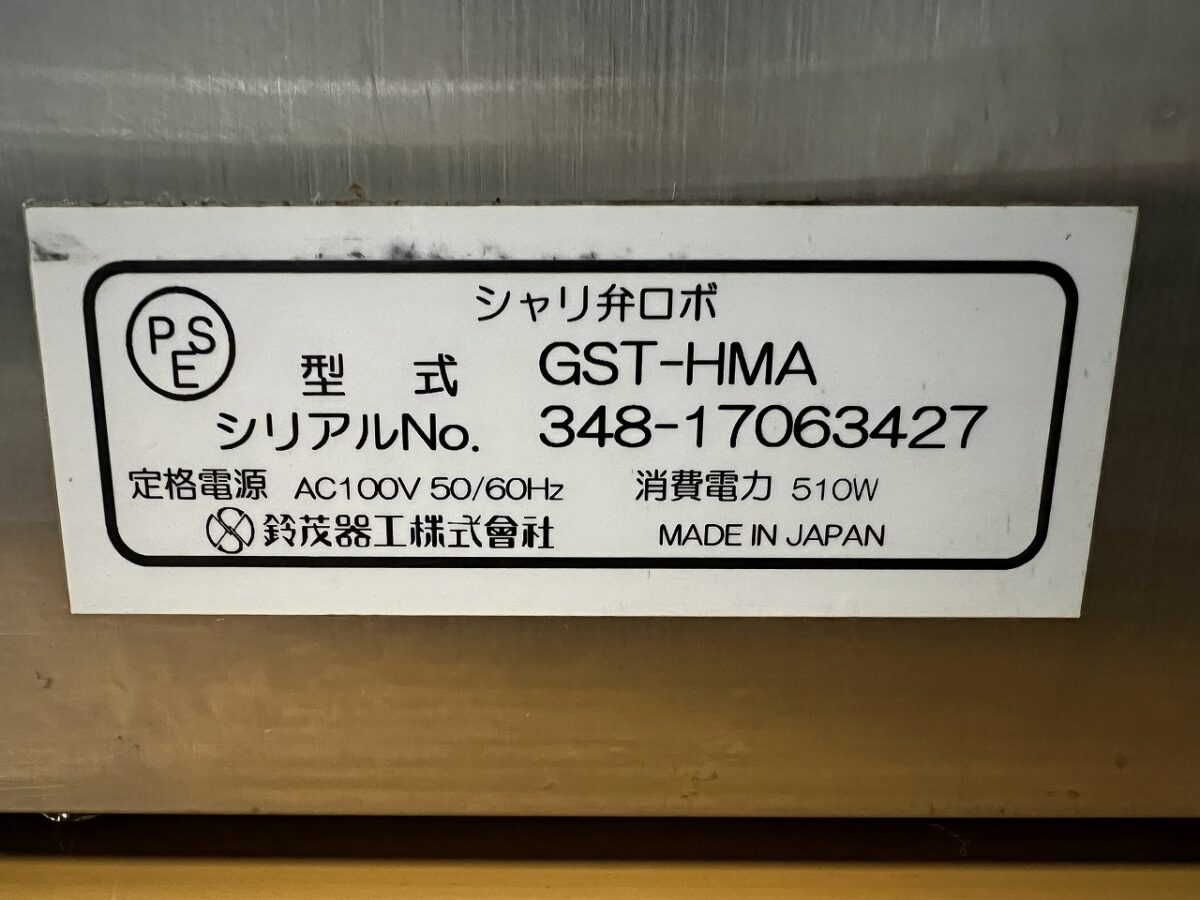 シャリ弁ロボ
PSE
型 式 GST-HMA
シリアルNo. 348-17063427
定格電源 AC100V 50/60Hz 消費電力 510W
鈴茂器工株式會社 MADE IN JAPAN